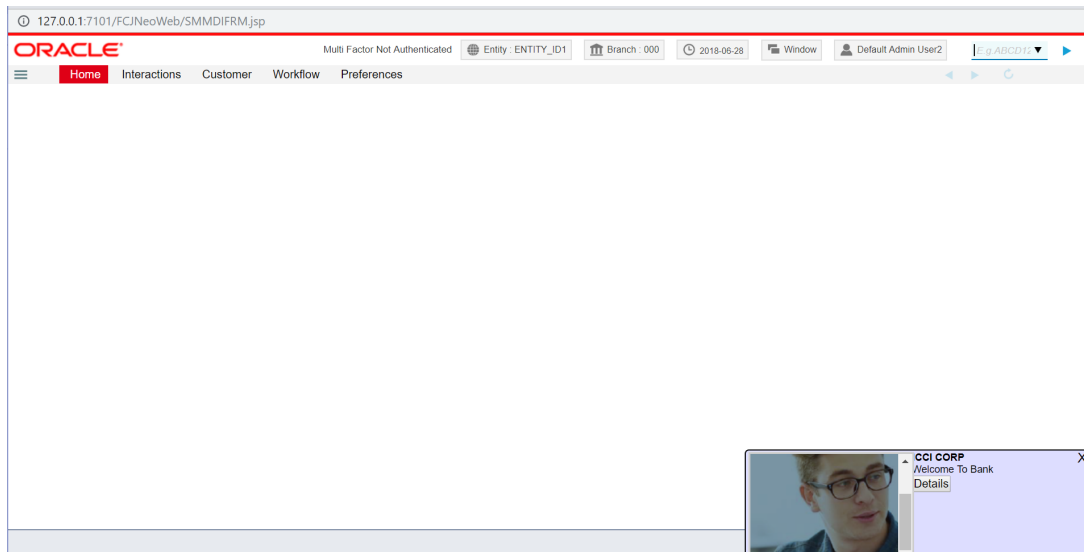 127.0.0.1:7101/FCJNeoWeb/SMMDIFRM.jsp
ORACLE
Multi Factor Not Authenticated Entity : ENTITY_ID1 Branch : 000 2018-06-28 Window Default Admin User2 E.g ABCD12
Home Interactions Customer Workflow Preferences
CCI CORP X
Welcome To Bank
Details